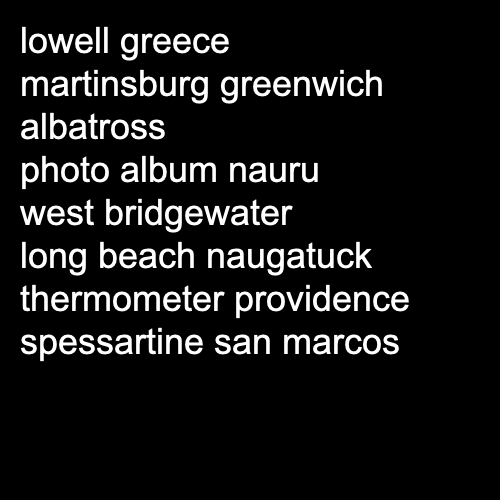 lowell greece
martinsburg greenwich
albatross
photo album nauru
west bridgewater
long beach naugatuck
thermometer providence
spessartine san marcos